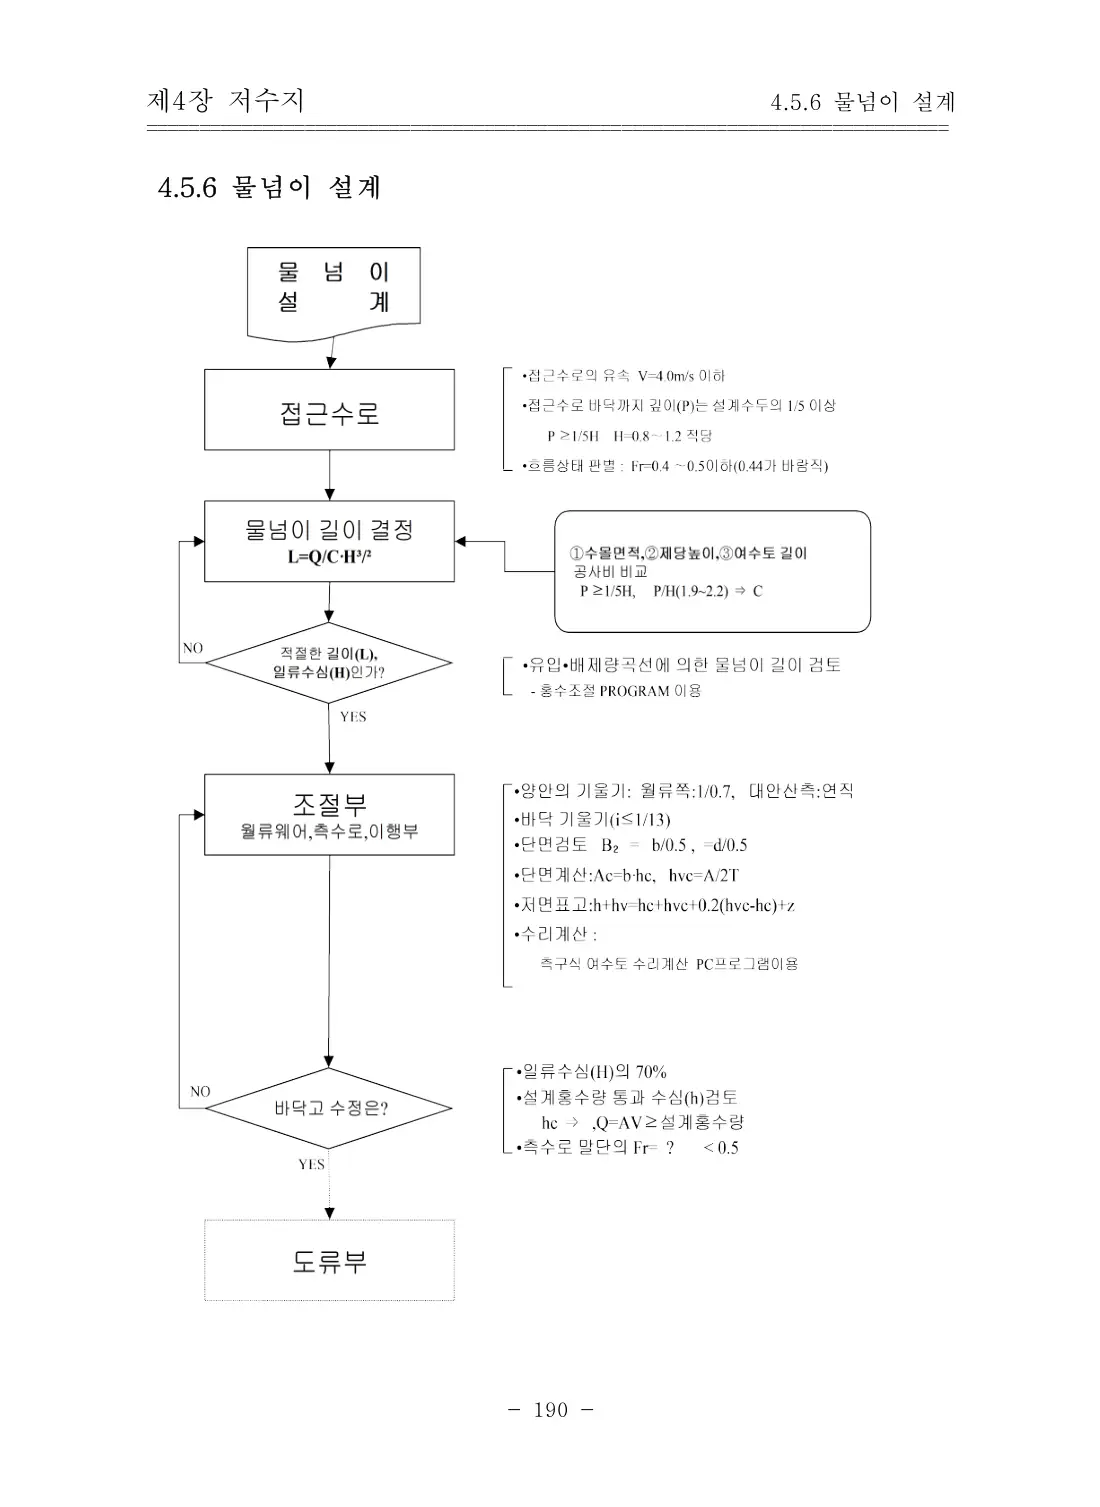 제4장 저수지
4.5.6 물넘이 설계
4.5.6 물넘이 설계
물 넘 이
설 계
접근수로
•접근수로의 유속 V=4.0m/s 이하
•접근수로 바닥까지 깊이(P)는 설계수두의 1/5 이상
P ≥1/5H H=0.8~1.2 적당
•흐름상태 판별 : Fr=0.4 ~0.5이하(0.44가 바람직)
물넘이 길이 결정
L=Q/C·H³/²
①수몰면적,②제당높이,③여수토 길이
공사비 비교
P ≥1/5H, P/H(1.9~2.2) ⇒ C
NO
적절한 길이(L),
일류수심(H)인가?
YES
•유입•배제량곡선에 의한 물넘이 길이 검토
- 홍수조절 PROGRAM 이용
조절부
월류웨어,측수로,이행부
•양안의 기울기: 월류쪽:1/0.7, 대안산측:연직
•바닥 기울기(i≤1/13)
•단면검토 B₂ = b/0.5 , =d/0.5
•단면계산:Ac=b·hc, hvc=A/2T
•저면표고:h+hv=hc+hvc+0.2(hvc-hc)+z
•수리계산 :
측구식 여수토 수리계산 PC프로그램이용
NO
바닥고 수정은?
YES
•일류수심(H)의 70%
•설계홍수량 통과 수심(h)검토
hc ⇒ ,Q=AV≥설계홍수량
•측수로 말단의 Fr= ? < 0.5
도류부
- 190 -